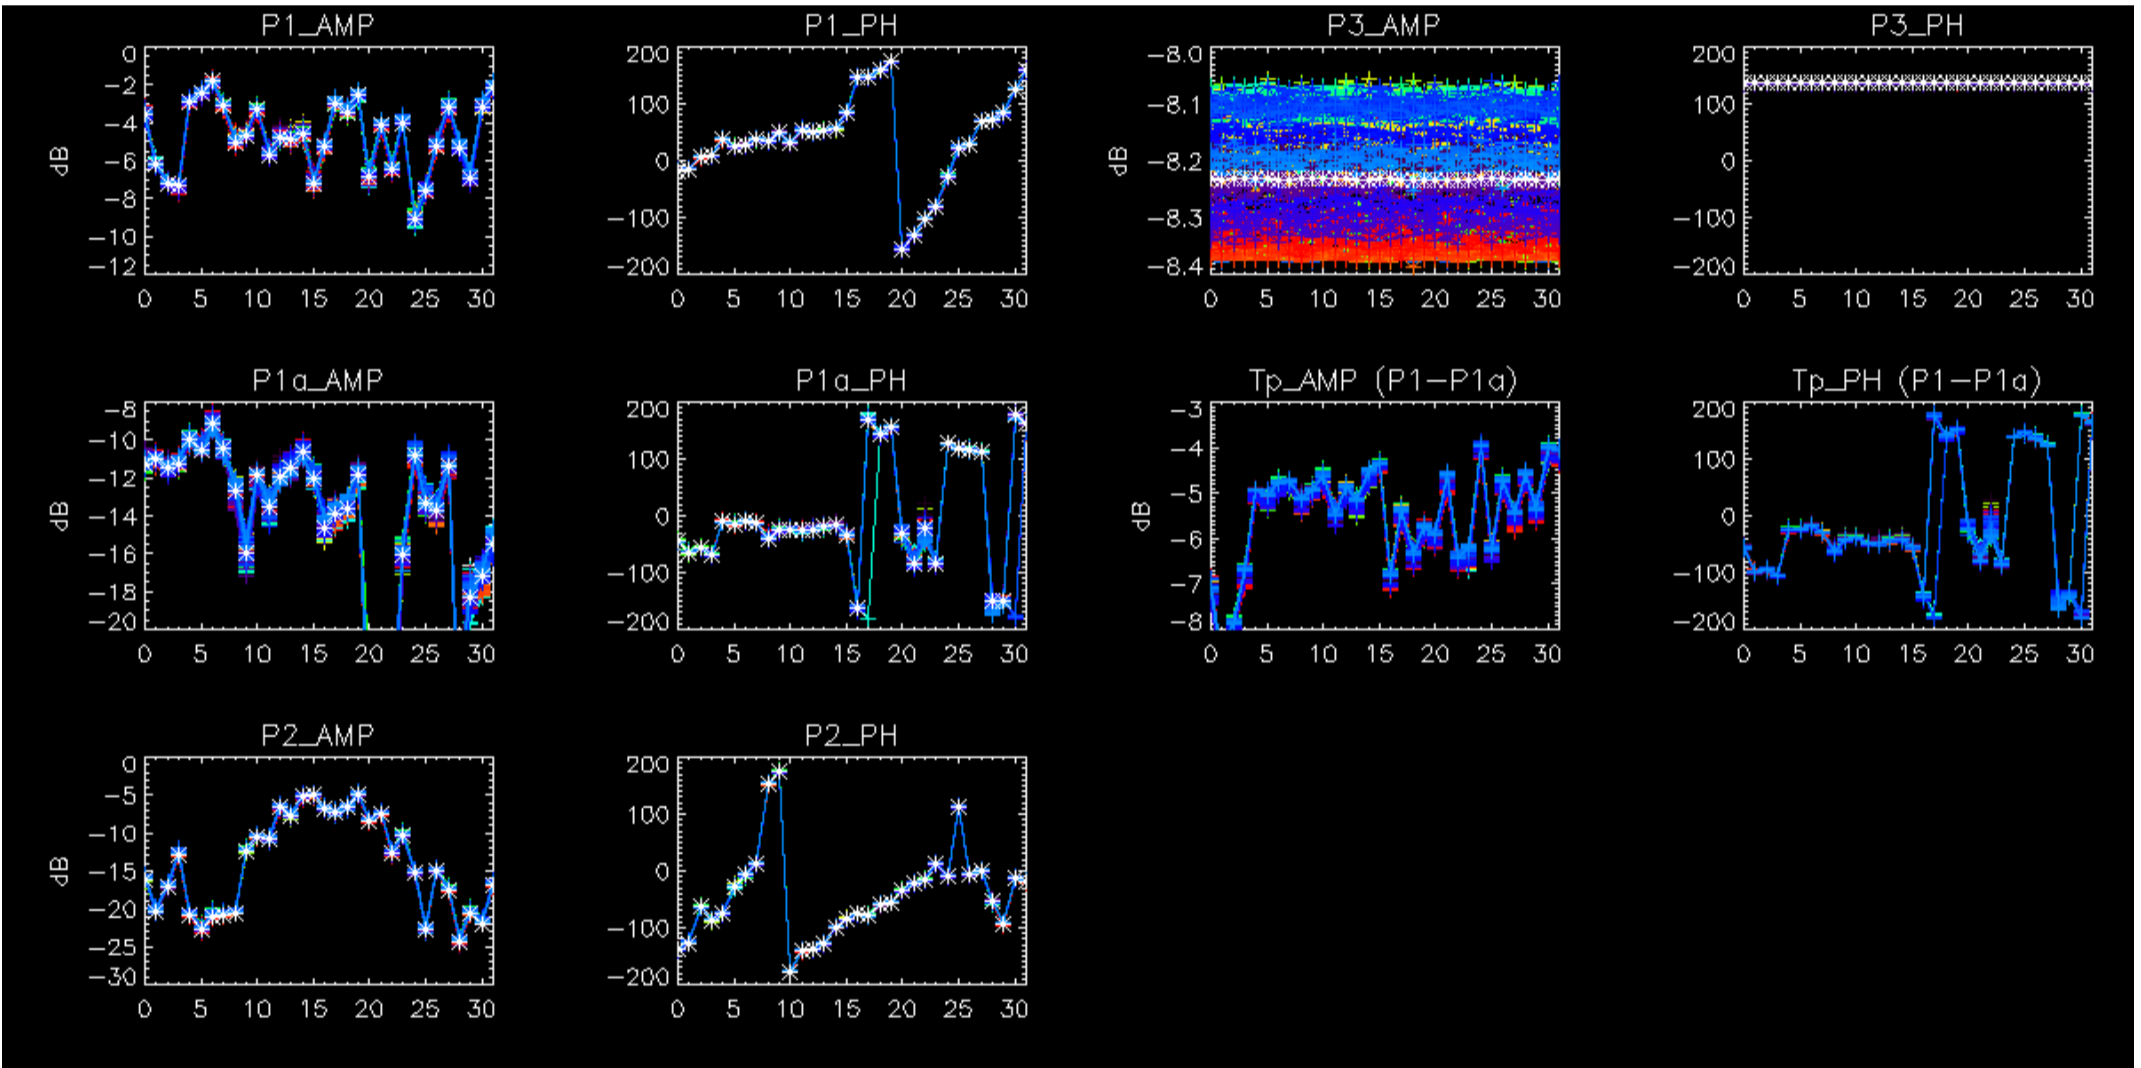 P1_AMP
0
-2
-4
-6
-8
-10
-12
dB
0 5 10 15 20 25 30
P1_PH
200
100
0
-100
-200
0 5 10 15 20 25 30
P3_AMP
-8.0
-8.1
-8.2
-8.3
-8.4
dB
0 5 10 15 20 25 30
P3_PH
200
100
0
-100
-200
0 5 10 15 20 25 30
P1a_AMP
-8
-10
-12
-14
-16
-18
-20
dB
0 5 10 15 20 25 30
P1a_PH
200
100
0
-100
-200
0 5 10 15 20 25 30
Tp_AMP (P1-P1a)
-3
-4
-5
-6
-7
-8
dB
0 5 10 15 20 25 30
Tp_PH (P1-P1a)
200
100
0
-100
-200
0 5 10 15 20 25 30
P2_AMP
0
-5
-10
-15
-20
-25
-30
dB
0 5 10 15 20 25 30
P2_PH
200
100
0
-100
-200
0 5 10 15 20 25 30